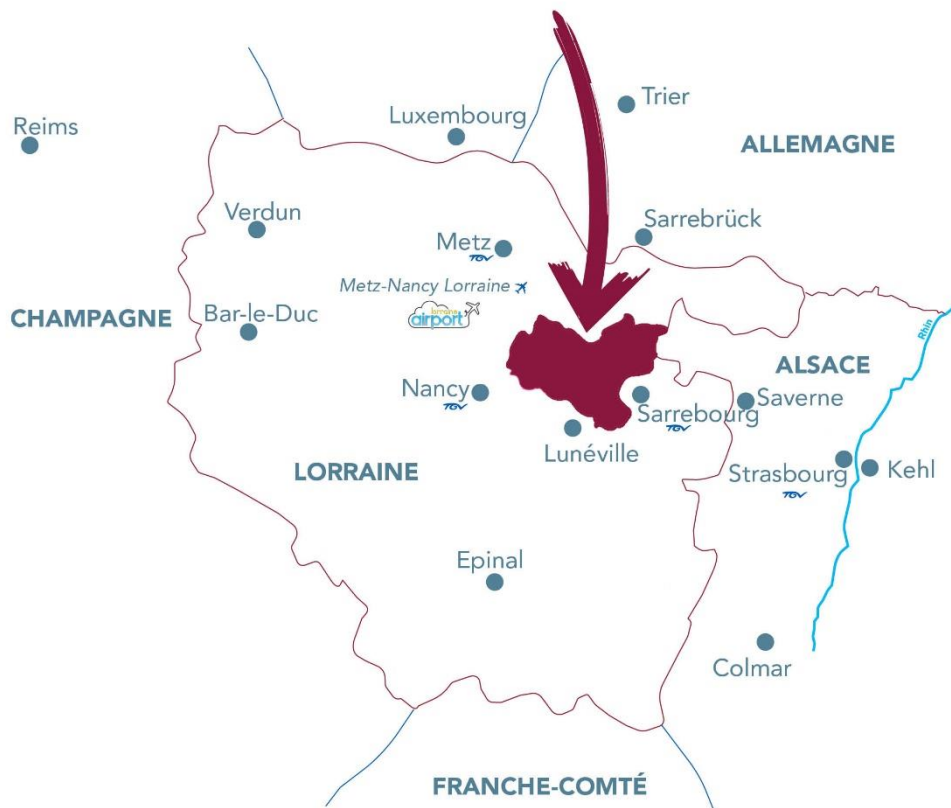 Trier
Luxembourg
Reims
ALLEMAGNE
Verdun
Sarrebrück
Metz
TGV
Metz-Nancy Lorraine
lorraine
airport
CHAMPAGNE
Bar-le-Duc
Rhin
ALSACE
Nancy
TGV
Saverne
Sarrebourg
TGV
Lunéville
LORRAINE
Strasbourg
TGV
Kehl
Epinal
Colmar
FRANCHE-COMTÉ